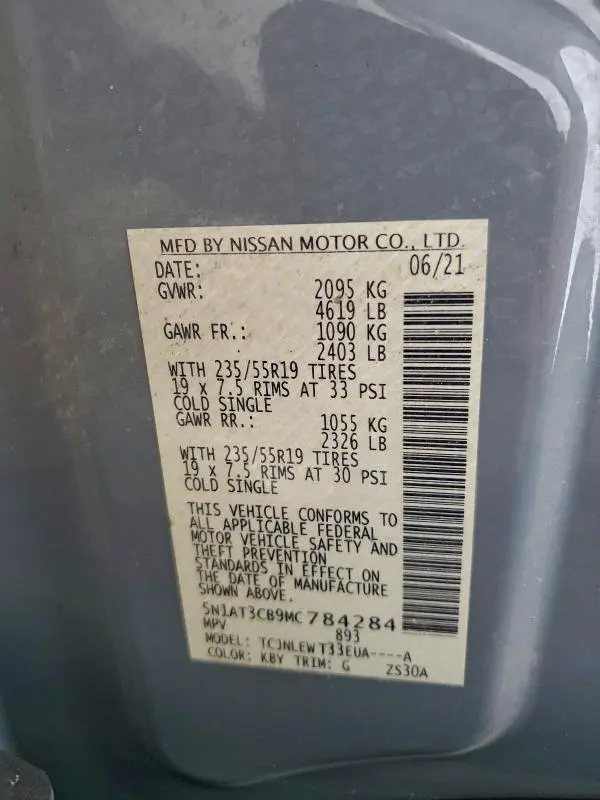 MFD BY NISSAN MOTOR CO., LTD.
DATE: 06/21
GVWR: 2095 KG
4619 LB
GAWR FR.: 1090 KG
2403 LB
WITH 235/55R19 TIRES
19 x 7.5 RIMS AT 33 PSI
COLD SINGLE
GAWR RR.: 1055 KG
2326 LB
WITH 235/55R19 TIRES
19 x 7.5 RIMS AT 30 PSI
COLD SINGLE
THIS VEHICLE CONFORMS TO
ALL APPLICABLE FEDERAL
MOTOR VEHICLE SAFETY AND
THEFT PREVENTION
STANDARDS IN EFFECT ON
THE DATE OF MANUFACTURE
SHOWN ABOVE.
5N1AT3CB9MC784284
MPV 893
MODEL: TCJNLEWT33EUA----A
COLOR: KBY TRIM: G ZS30A